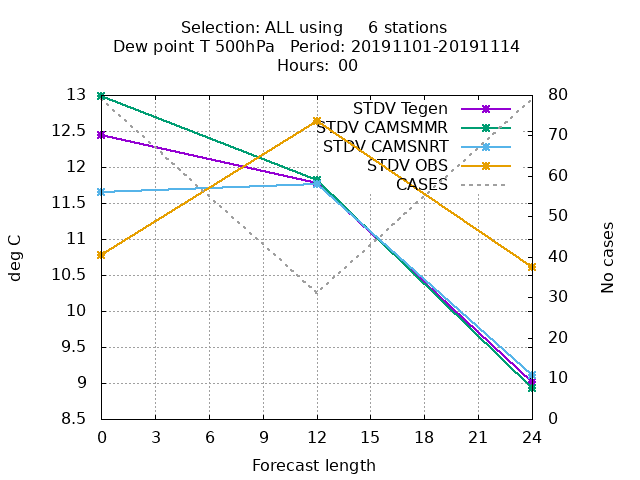 Selection: ALL using     6 stations
Dew point T 500hPa   Period: 20191101-20191114
Hours:  00
13
12.5
12
11.5
11
10.5
10
9.5
9
8.5
deg C
80
70
60
50
40
30
20
10
0
No cases
STDV Tegen
STDV CAMSMMR
STDV CAMSNRT
STDV OBS
CASES
0 3 6 9 12 15 18 21 24
Forecast length